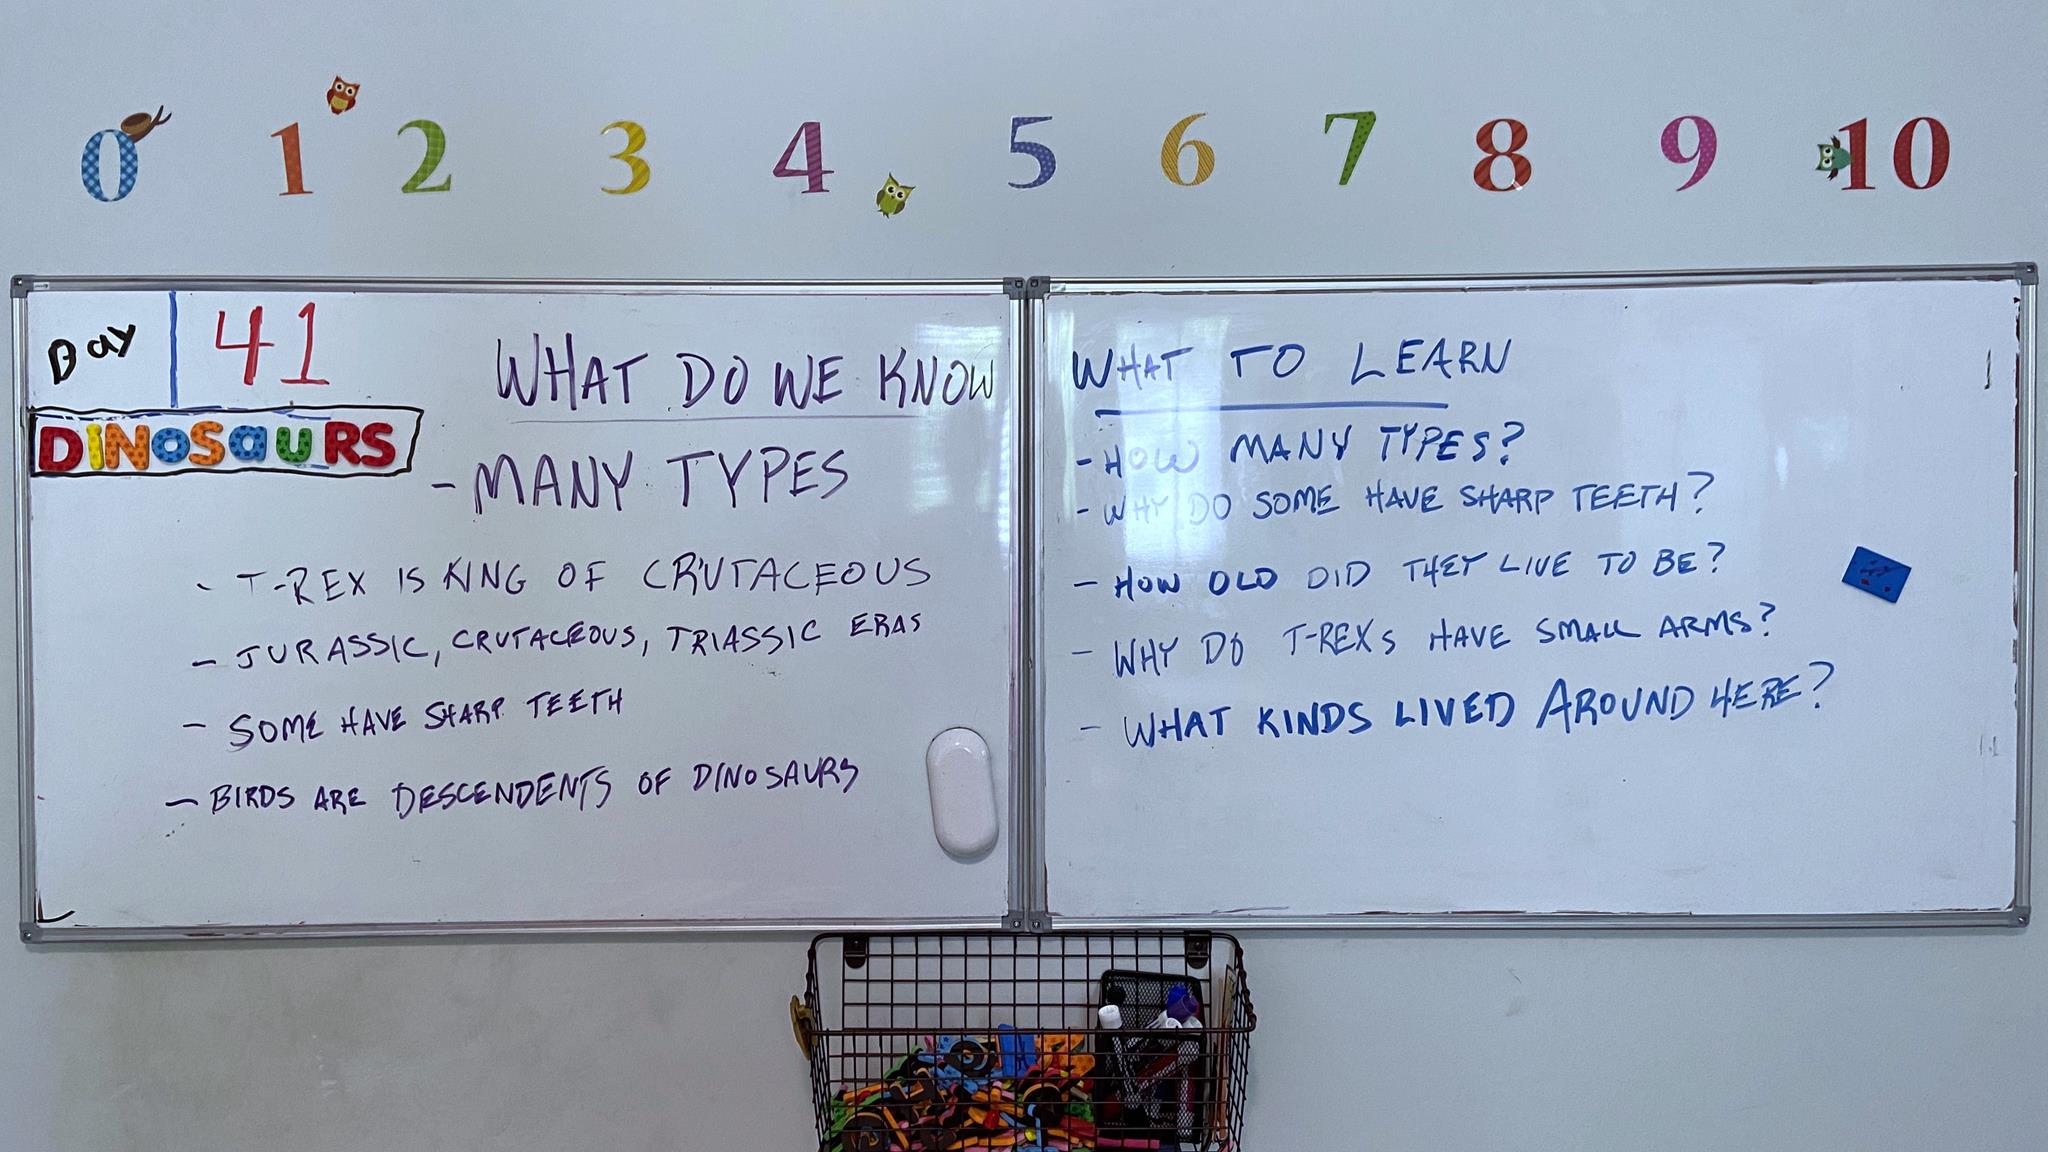 0 1 2 3 4 5 6 7 8 9 10
Day 41
DiNoSaURS
WHAT DO WE KNOW
- MANY TYPES
- T-REX IS KING OF CRUTACEOUS
- JURASSIC, CRUTACEOUS, TRIASSIC ERAS
- SOME HAVE SHARP TEETH
- BIRDS ARE DESCENDENTS OF DINOSAURS
WHAT TO LEARN
- HOW MANY TYPES?
- WHY DO SOME HAVE SHARP TEETH?
- HOW OLD DID THEY LIVE TO BE?
- WHY DO T-REXS HAVE SMALL ARMS?
- WHAT KINDS LIVED AROUND HERE?